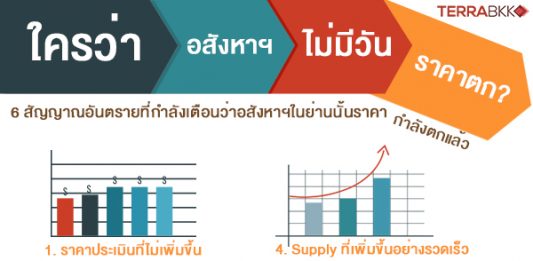 TERRABKK
ใครว่า
อสังหาฯ
ไม่มีวัน
ราคาตก?
6 สัญญาณอันตรายที่กำลังเตือนว่าอสังหาฯในย่านนั้นราคา
กำลังตกแล้ว
$ $ $ $ $
1. ราคาประเมินที่ไม่เพิ่มขึ้น
4. Supply ที่เพิ่มขึ้นอย่างรวดเร็ว